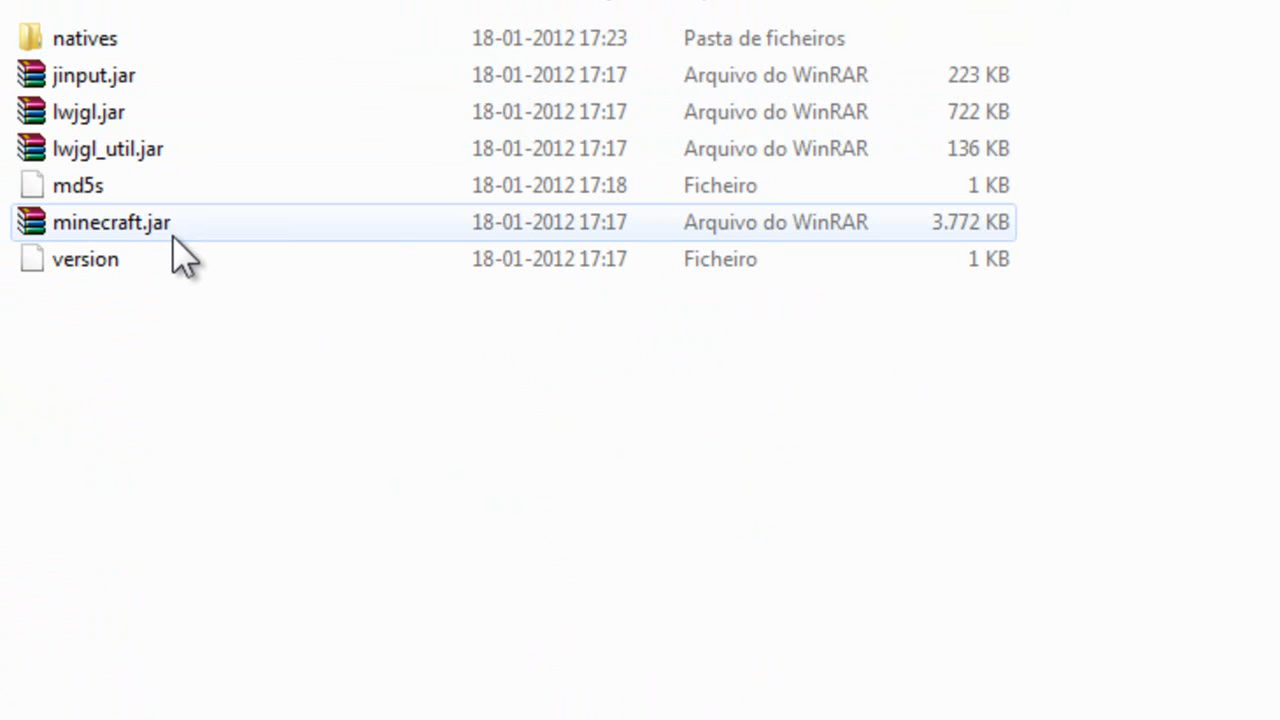 natives 18-01-2012 17:23 Pasta de ficheiros
jinput.jar 18-01-2012 17:17 Arquivo do WinRAR 223 KB
lwjgl.jar 18-01-2012 17:17 Arquivo do WinRAR 722 KB
lwjgl_util.jar 18-01-2012 17:17 Arquivo do WinRAR 136 KB
md5s 18-01-2012 17:18 Ficheiro 1 KB
minecraft.jar 18-01-2012 17:17 Arquivo do WinRAR 3.772 KB
version 18-01-2012 17:17 Ficheiro 1 KB